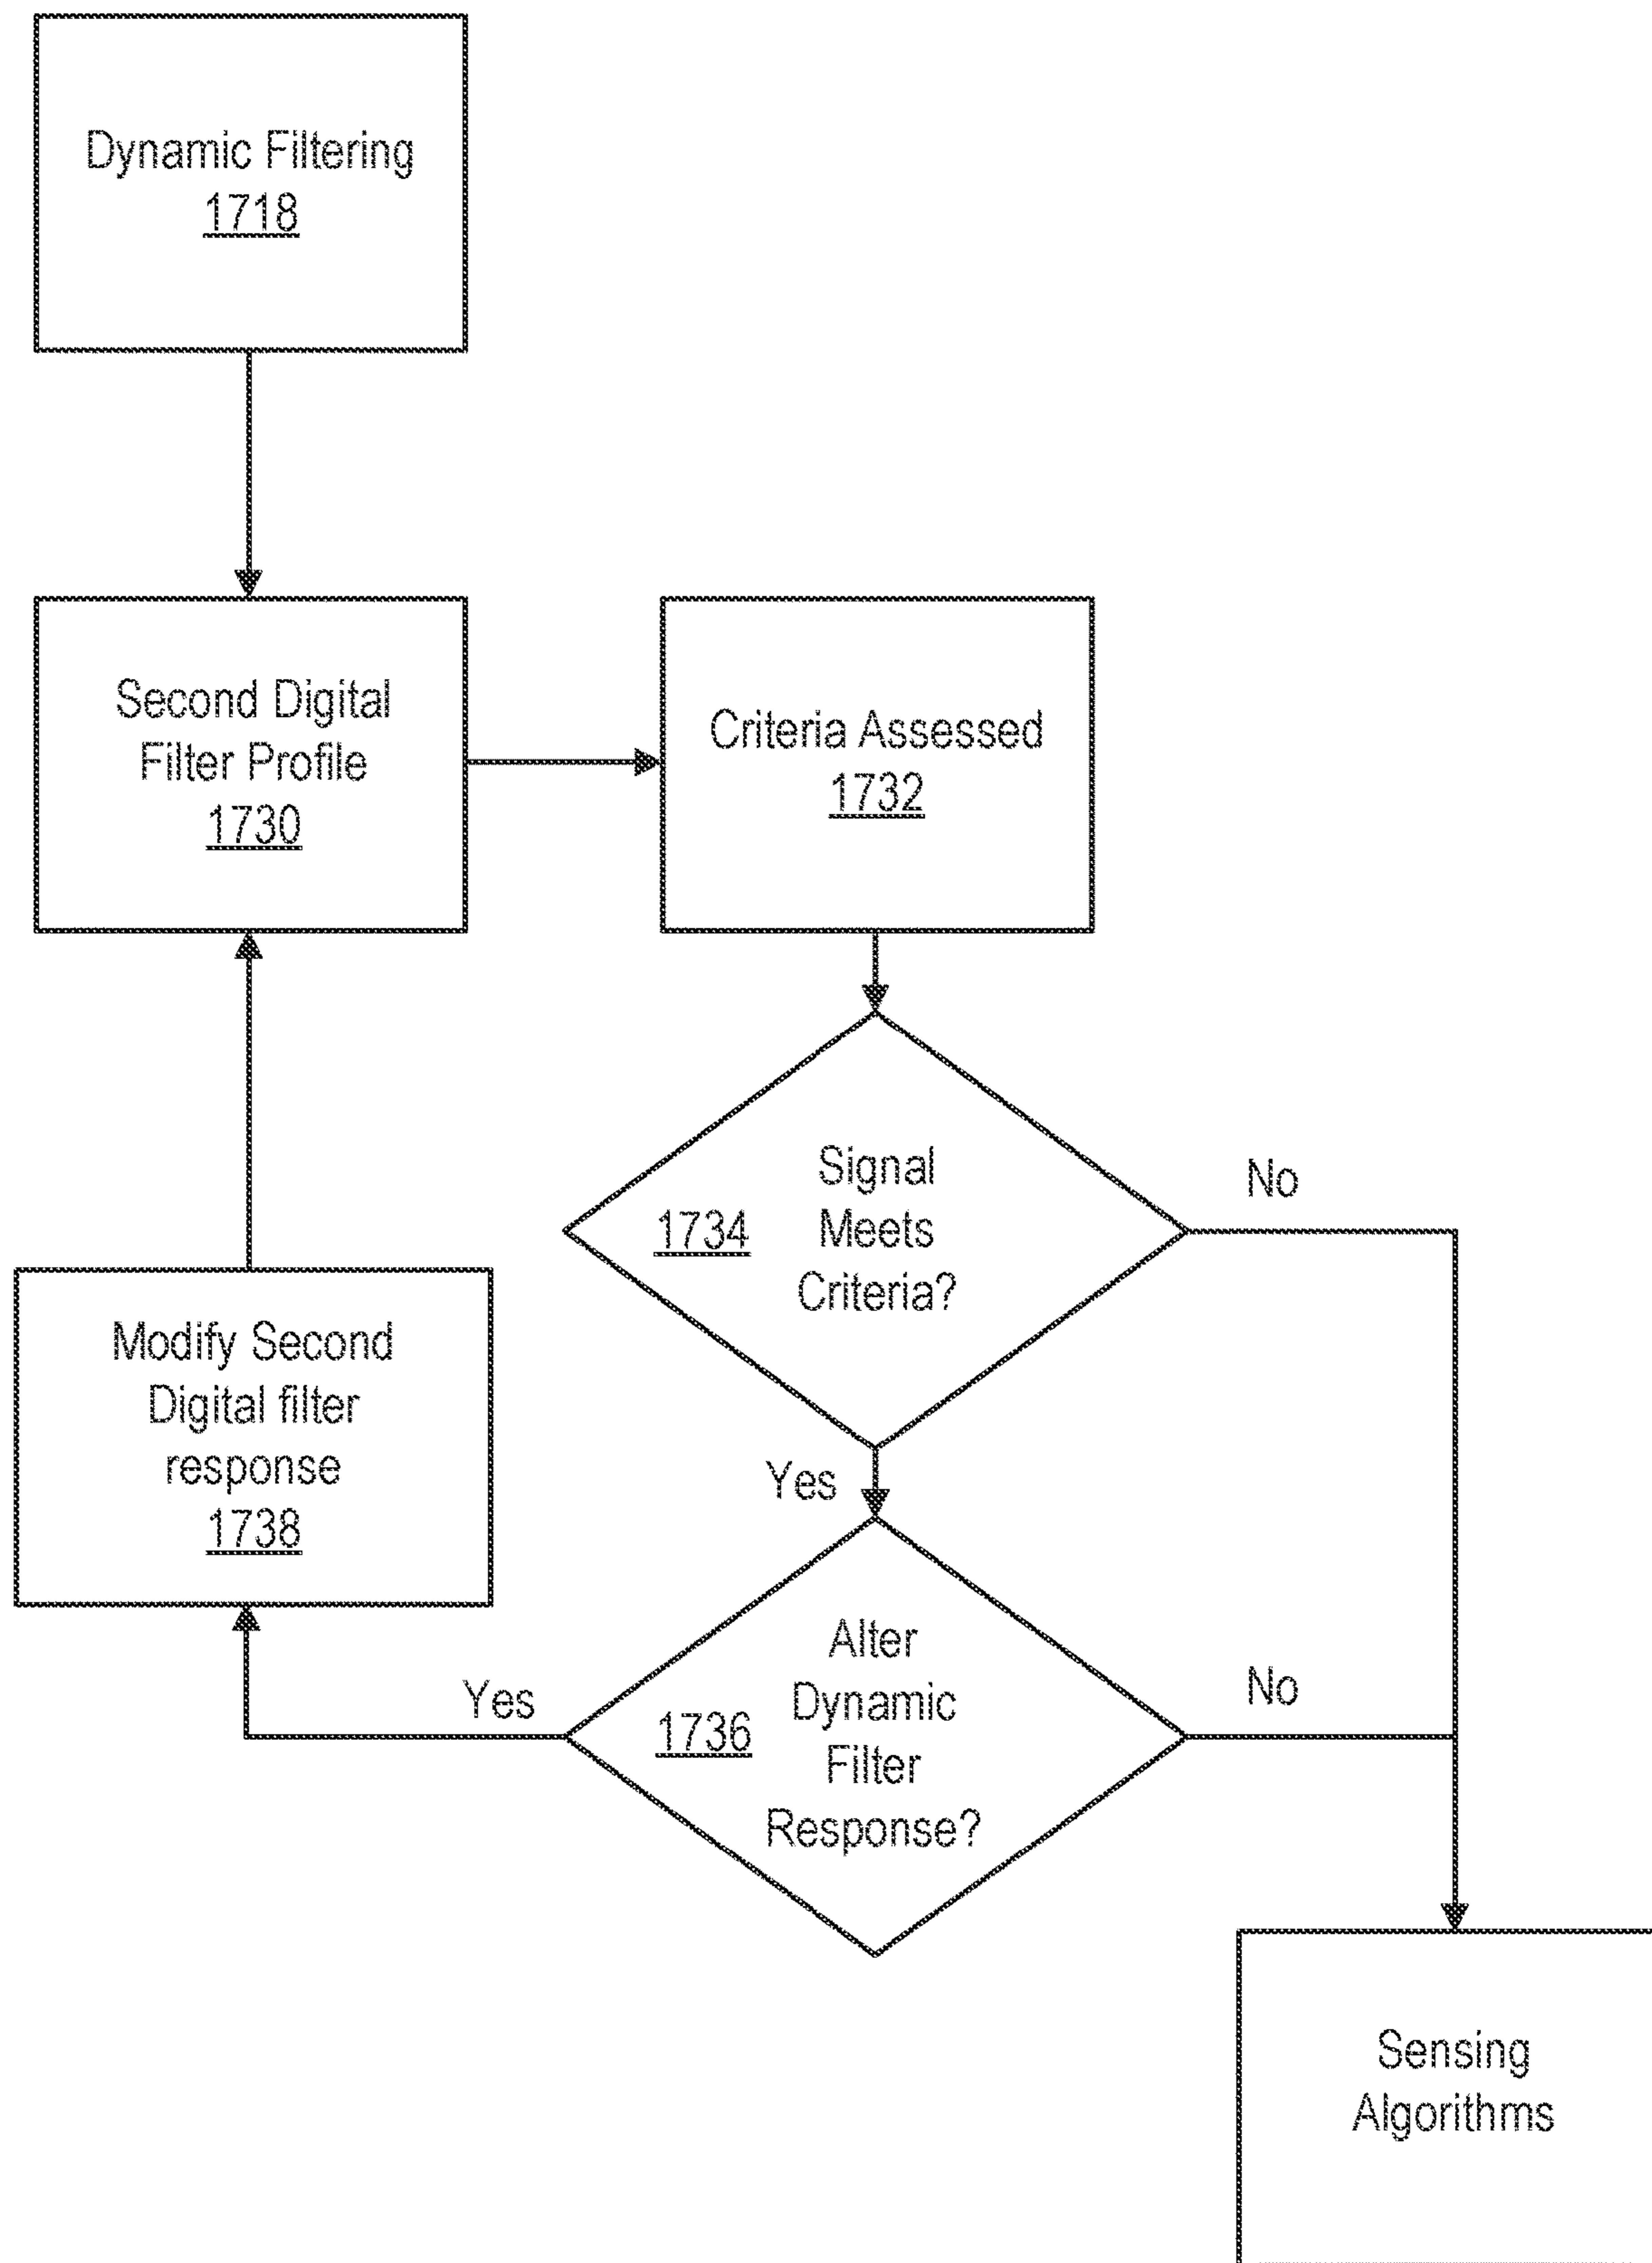 Dynamic Filtering
1718
Second Digital
Filter Profile
1730
Criteria Assessed
1732
Signal
Meets
Criteria?
1734
No
Yes
Modify Second
Digital filter
response
1738
Alter
Dynamic
Filter
Response?
1736
Yes
No
Sensing
Algorithms